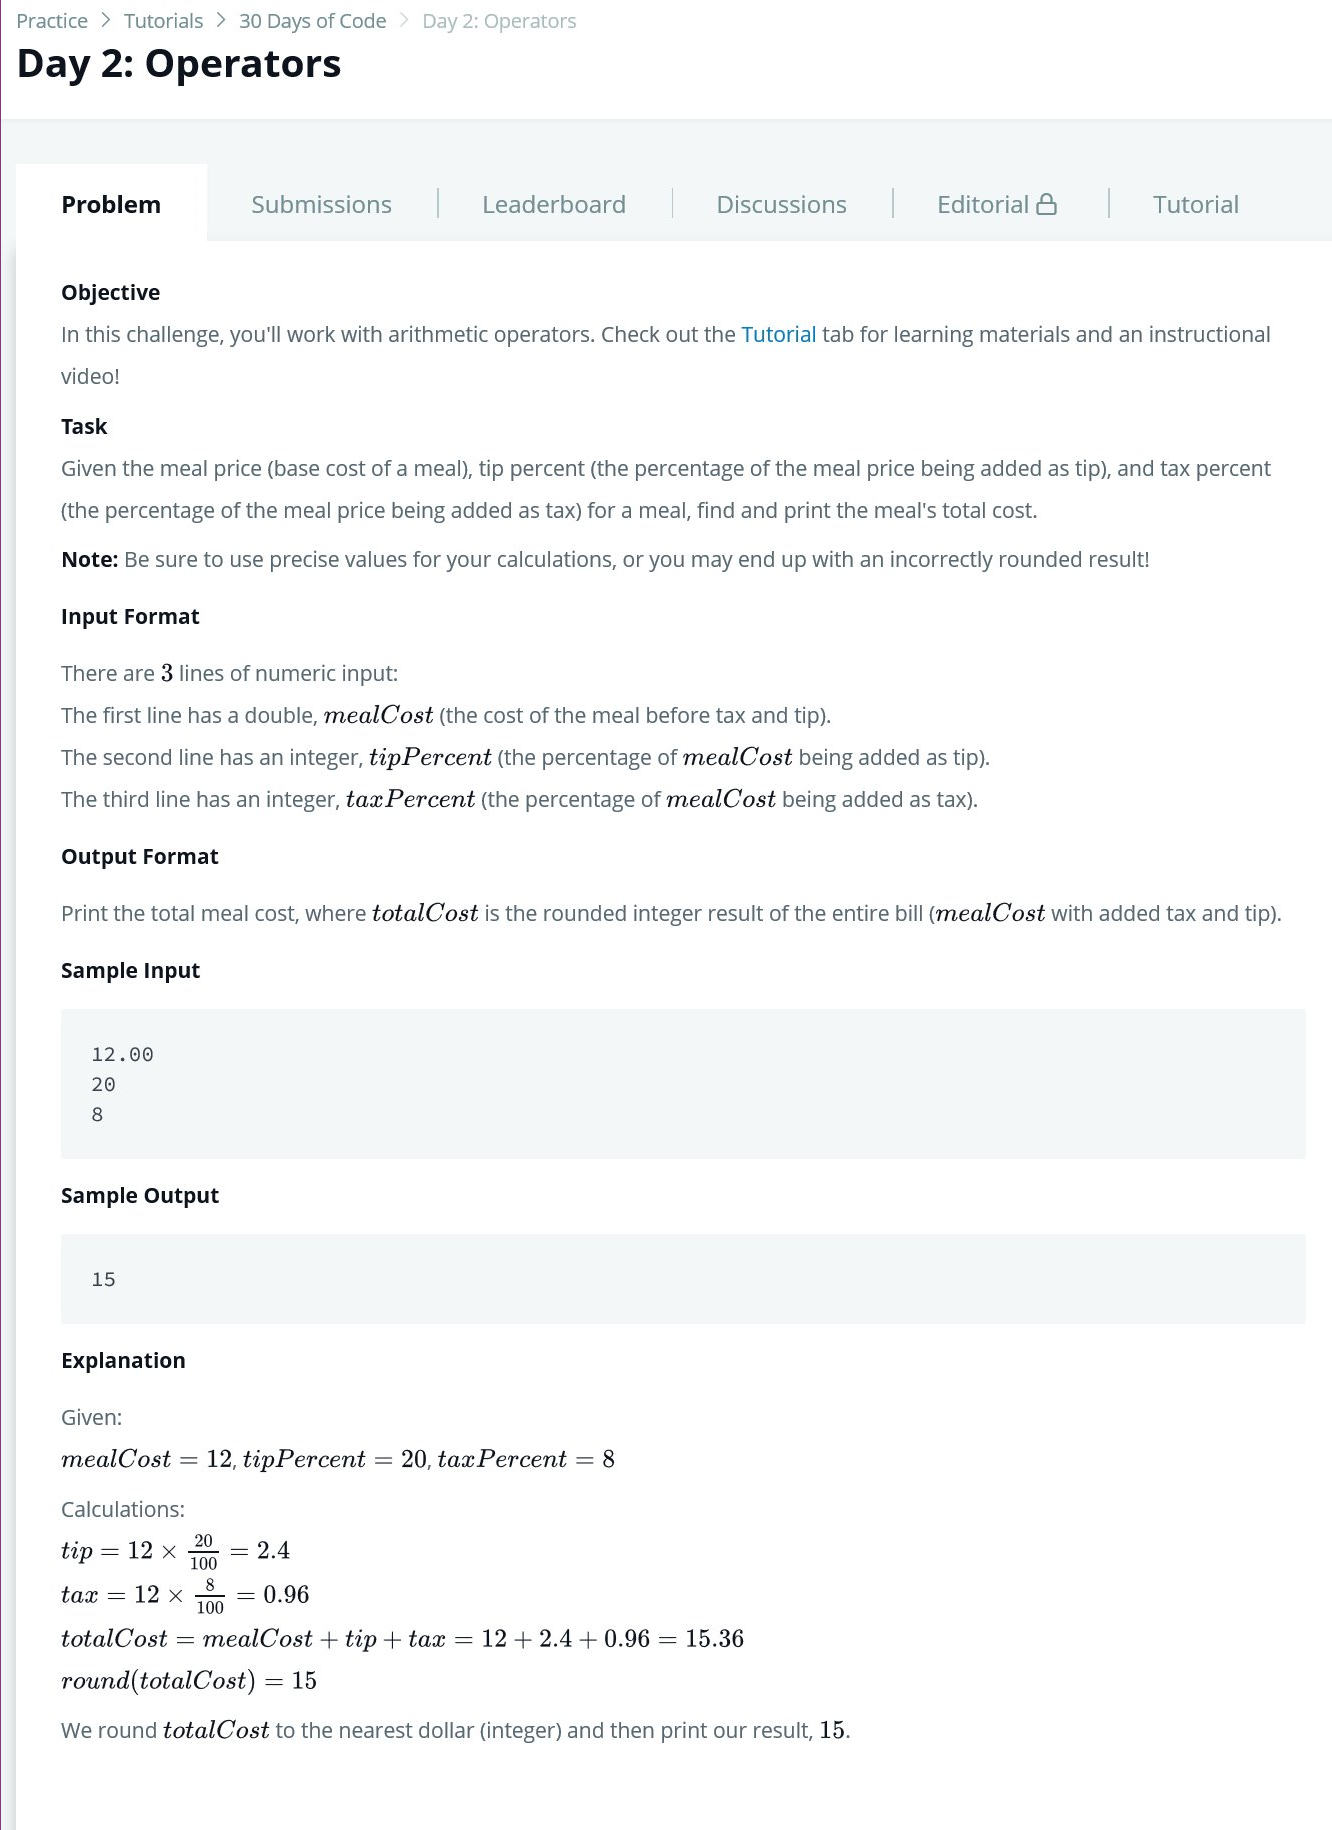 Practice > Tutorials > 30 Days of Code > Day 2: Operators
Day 2: Operators
Problem Submissions Leaderboard Discussions Editorial Tutorial
Objective
In this challenge, you'll work with arithmetic operators. Check out the Tutorial tab for learning materials and an instructional
video!
Task
Given the meal price (base cost of a meal), tip percent (the percentage of the meal price being added as tip), and tax percent
(the percentage of the meal price being added as tax) for a meal, find and print the meal's total cost.
Note: Be sure to use precise values for your calculations, or you may end up with an incorrectly rounded result!
Input Format
There are 3 lines of numeric input:
The first line has a double, mealCost (the cost of the meal before tax and tip).
The second line has an integer, tipPercent (the percentage of mealCost being added as tip).
The third line has an integer, taxPercent (the percentage of mealCost being added as tax).
Output Format
Print the total meal cost, where totalCost is the rounded integer result of the entire bill (mealCost with added tax and tip).
Sample Input
12.00
20
8
Sample Output
15
Explanation
Given:
mealCost = 12, tipPercent = 20, taxPercent = 8
Calculations:
tip = 12 × 20/100 = 2.4
tax = 12 × 8/100 = 0.96
totalCost = mealCost + tip + tax = 12 + 2.4 + 0.96 = 15.36
round(totalCost) = 15
We round totalCost to the nearest dollar (integer) and then print our result, 15.